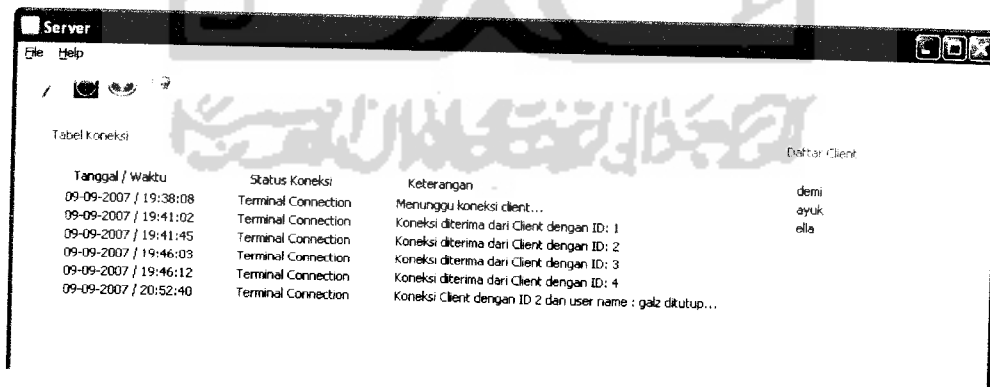 Server
File Help
Tabel Koneksi
Daftar Client
Tanggal / Waktu Status Koneksi Keterangan
09-09-2007 / 19:38:08 Terminal Connection Menunggu koneksi client...
09-09-2007 / 19:41:02 Terminal Connection Koneksi diterima dari Client dengan ID: 1
09-09-2007 / 19:41:45 Terminal Connection Koneksi diterima dari Client dengan ID: 2
09-09-2007 / 19:46:03 Terminal Connection Koneksi diterima dari Client dengan ID: 3
09-09-2007 / 19:46:12 Terminal Connection Koneksi diterima dari Client dengan ID: 4
09-09-2007 / 20:52:40 Terminal Connection Koneksi Client dengan ID 2 dan user name : galz ditutup...
demi
ayuk
ella